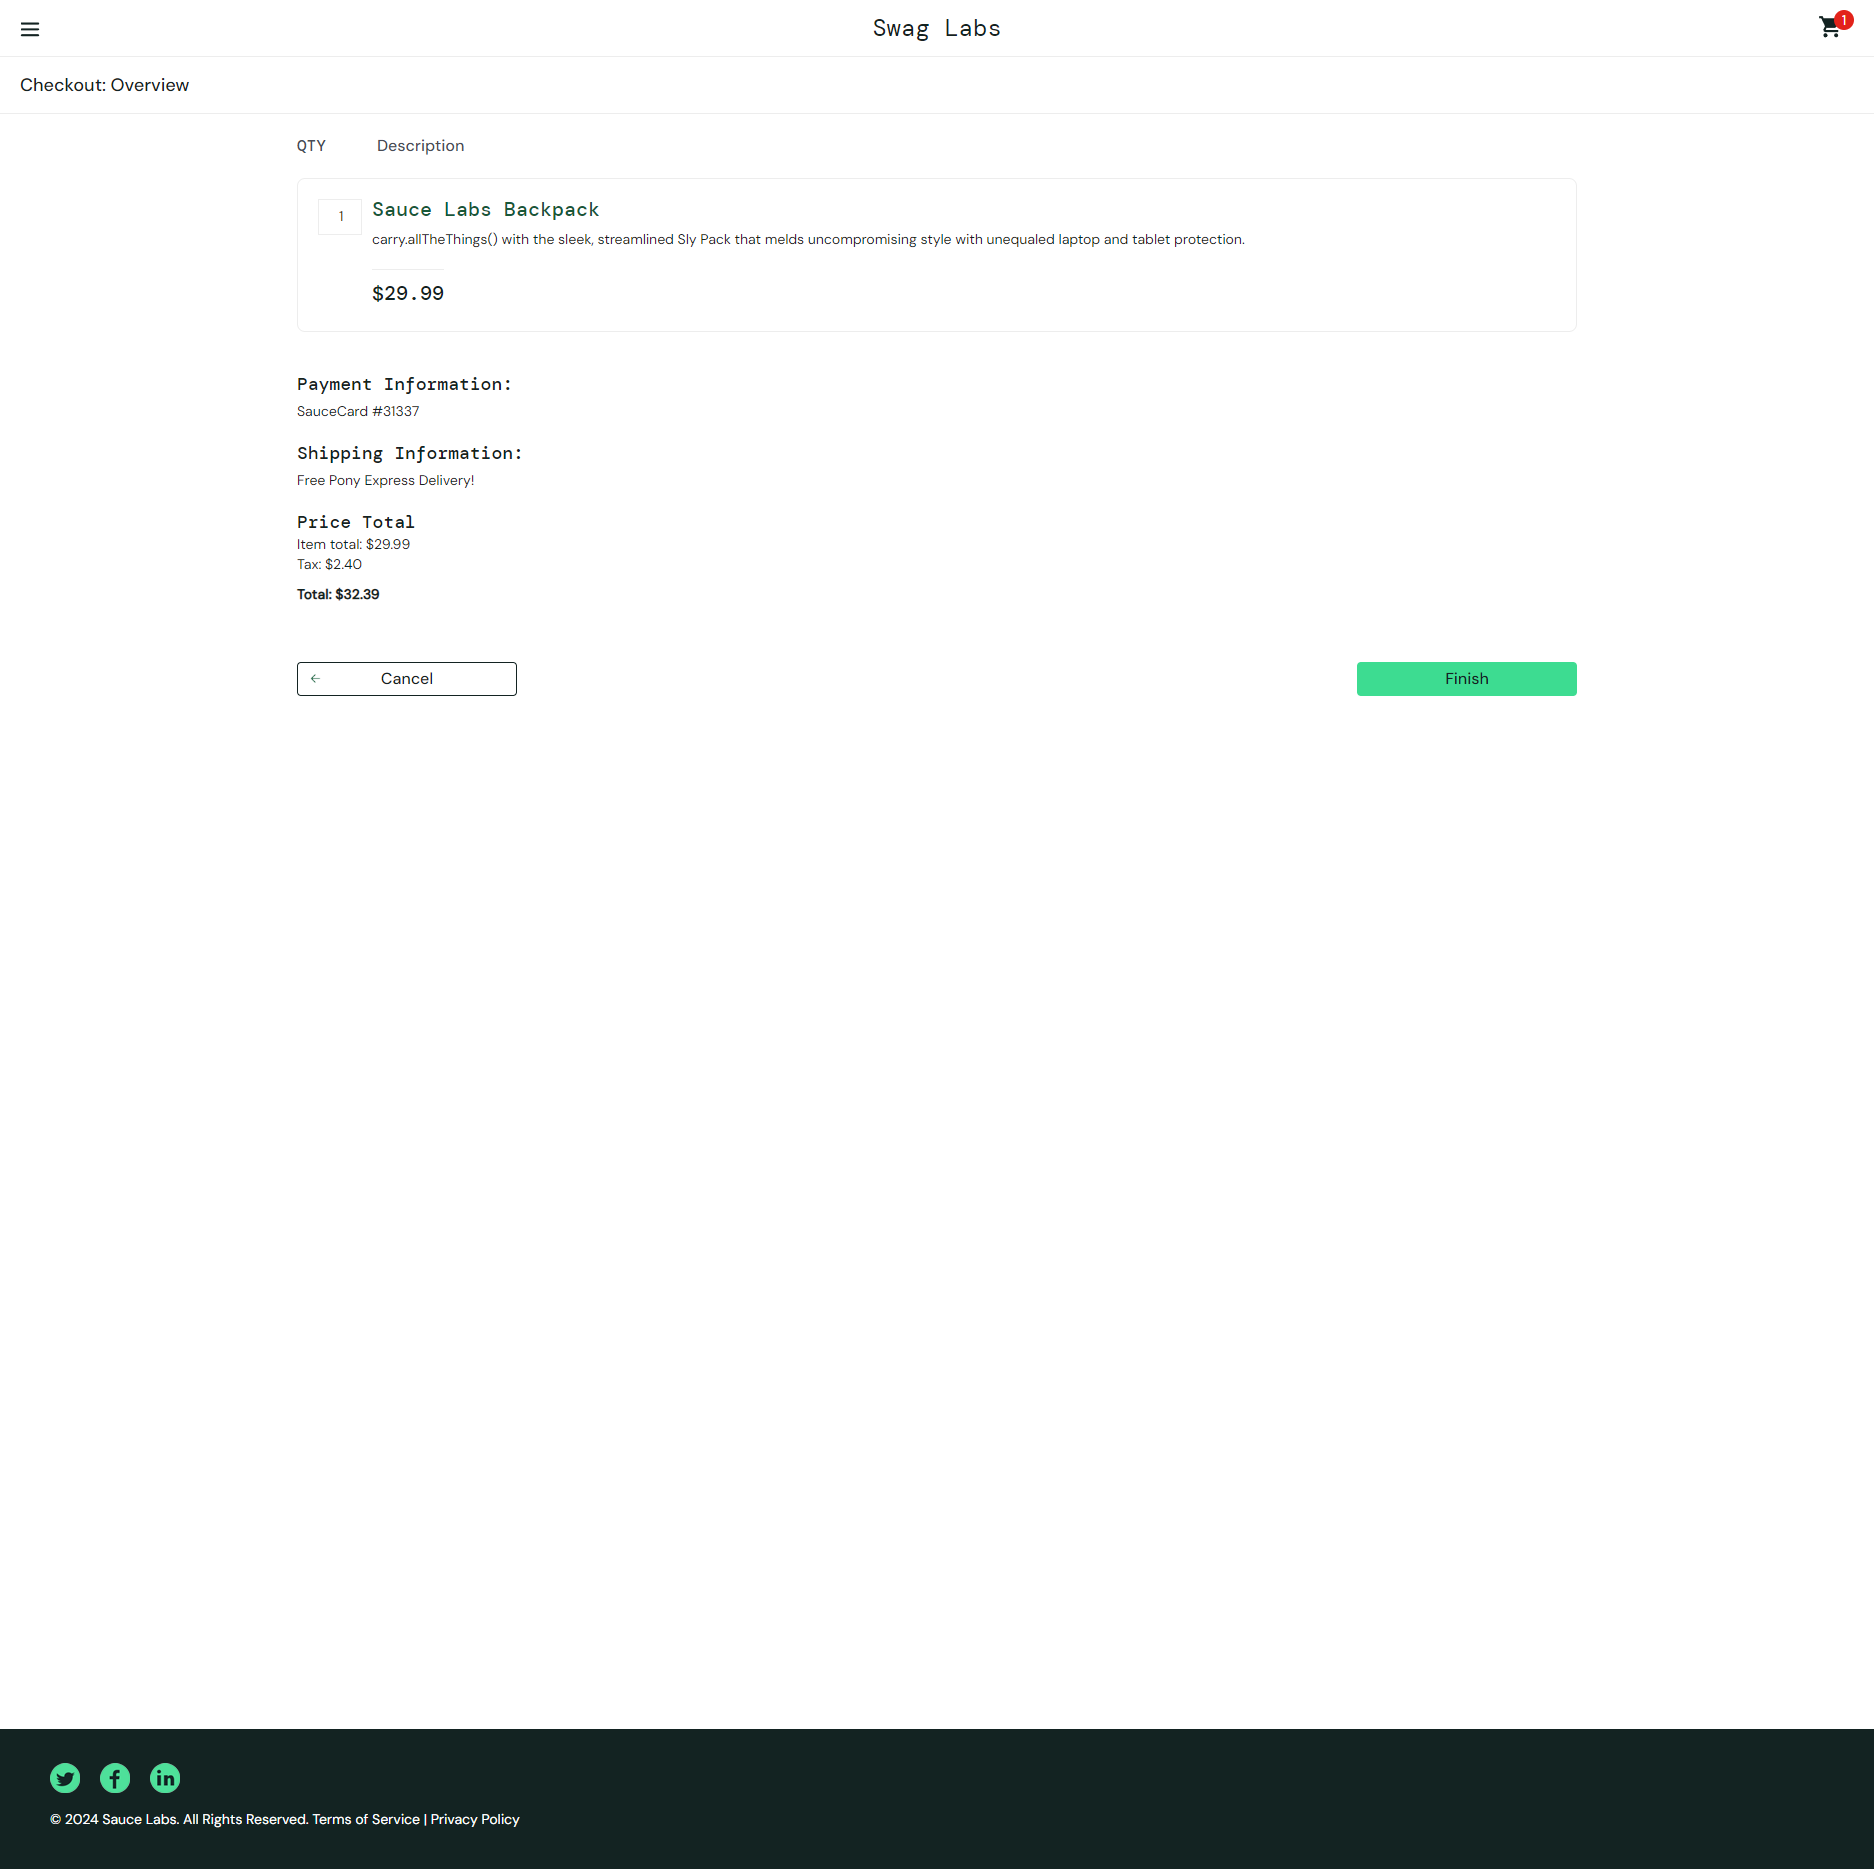 Swag Labs
1
Checkout: Overview
QTY Description
1
Sauce Labs Backpack
carry.allTheThings() with the sleek, streamlined Sly Pack that melds uncompromising style with unequaled laptop and tablet protection.
$29.99
Payment Information:
SauceCard #31337
Shipping Information:
Free Pony Express Delivery!
Price Total
Item total: $29.99
Tax: $2.40
Total: $32.39
Cancel
Finish
© 2024 Sauce Labs. All Rights Reserved. Terms of Service | Privacy Policy